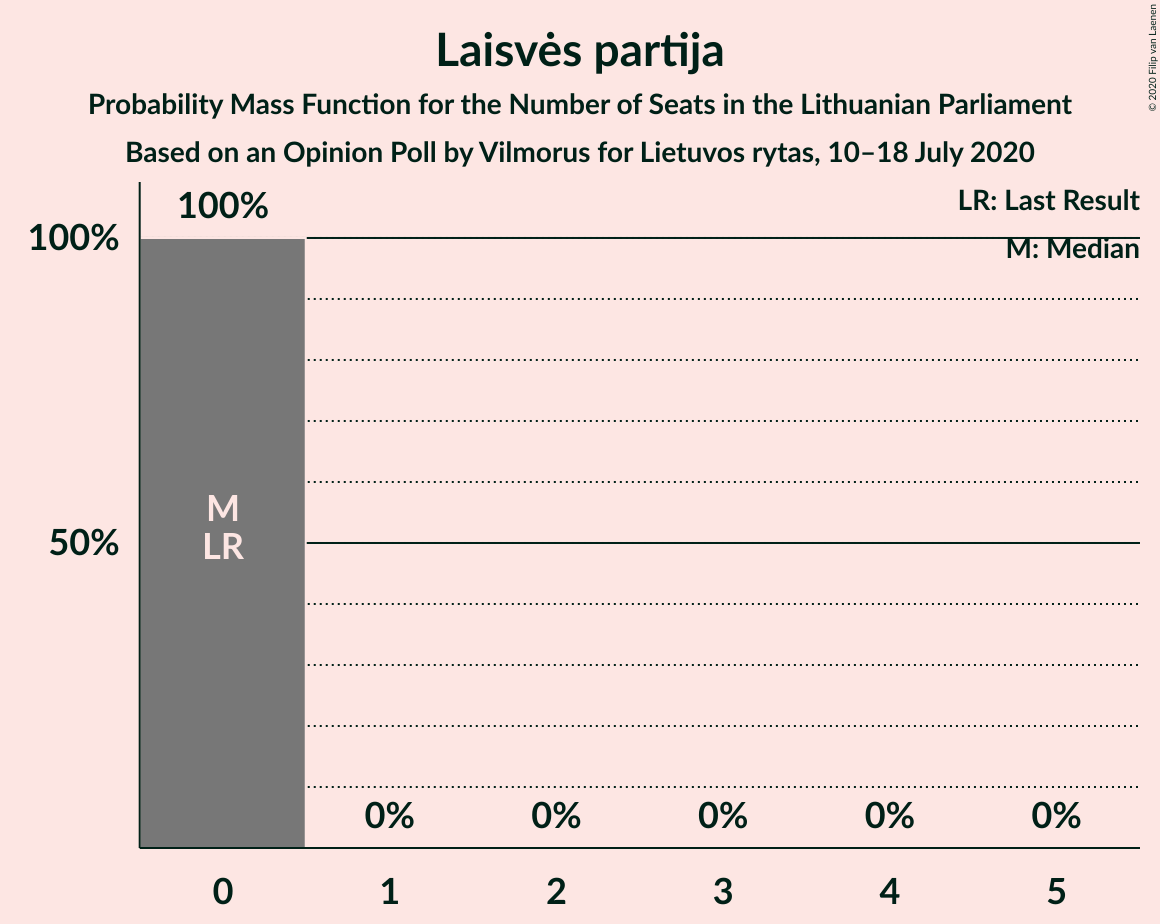 Laisvės partija
Probability Mass Function for the Number of Seats in the Lithuanian Parliament
Based on an Opinion Poll by Vilmorus for Lietuvos rytas, 10–18 July 2020
© 2020 Filip van Laenen
LR: Last Result
M: Median
100%
100%
50%
M
LR
0% 0% 0% 0% 0%
0 1 2 3 4 5